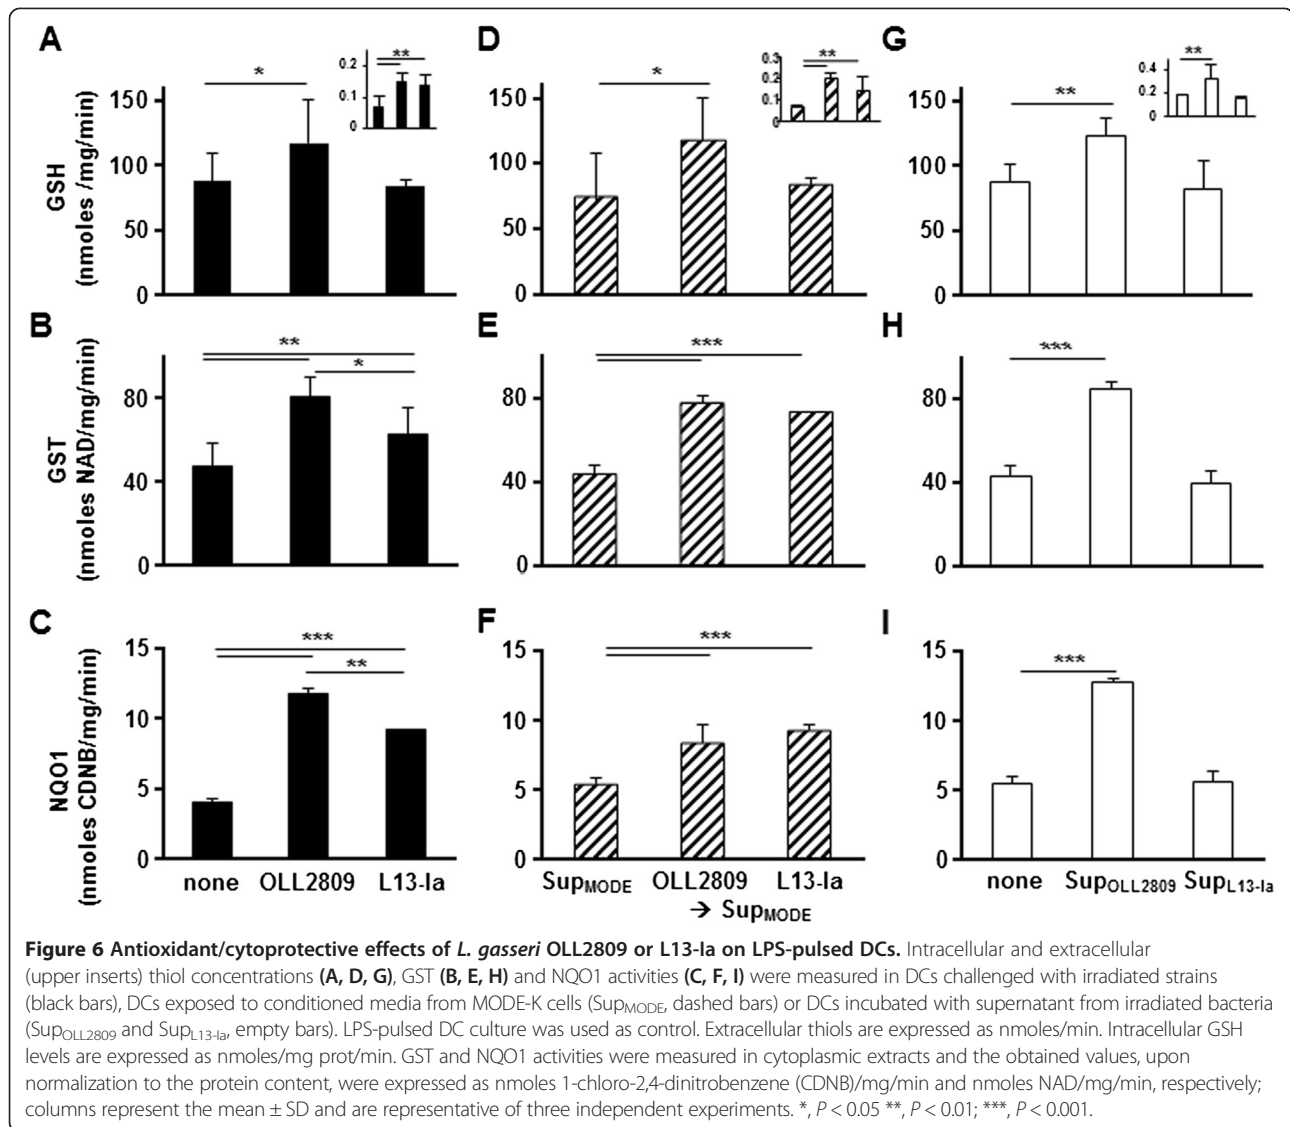 A
D
G
GSH
(nmoles /mg/min)
150
100
50
0
*
0.2
0.1
0
**
150
100
50
0
*
0.3
0.2
0.1
0
**
150
100
50
0
**
0.4
0.2
0
**
B
E
H
GST
(nmoles NAD/mg/min)
80
40
0
**
*
80
40
0
***
80
40
0
***
C
F
I
NQO1
(nmoles CDNB/mg/min)
15
10
5
0
***
**
15
10
5
0
***
15
10
5
0
***
none OLL2809 L13-Ia
SupMODE OLL2809 L13-Ia
→ SupMODE
none SupOLL2809 SupL13-Ia
Figure 6 Antioxidant/cytoprotective effects of L. gasseri OLL2809 or L13-Ia on LPS-pulsed DCs. Intracellular and extracellular
(upper inserts) thiol concentrations (A, D, G), GST (B, E, H) and NQO1 activities (C, F, I) were measured in DCs challenged with irradiated strains
(black bars), DCs exposed to conditioned media from MODE-K cells (SupMODE, dashed bars) or DCs incubated with supernatant from irradiated bacteria
(SupOLL2809 and SupL13-Ia, empty bars). LPS-pulsed DC culture was used as control. Extracellular thiols are expressed as nmoles/min. Intracellular GSH
levels are expressed as nmoles/mg prot/min. GST and NQO1 activities were measured in cytoplasmic extracts and the obtained values, upon
normalization to the protein content, were expressed as nmoles 1-chloro-2,4-dinitrobenzene (CDNB)/mg/min and nmoles NAD/mg/min, respectively;
columns represent the mean ± SD and are representative of three independent experiments. *, P < 0.05 **, P < 0.01; ***, P < 0.001.